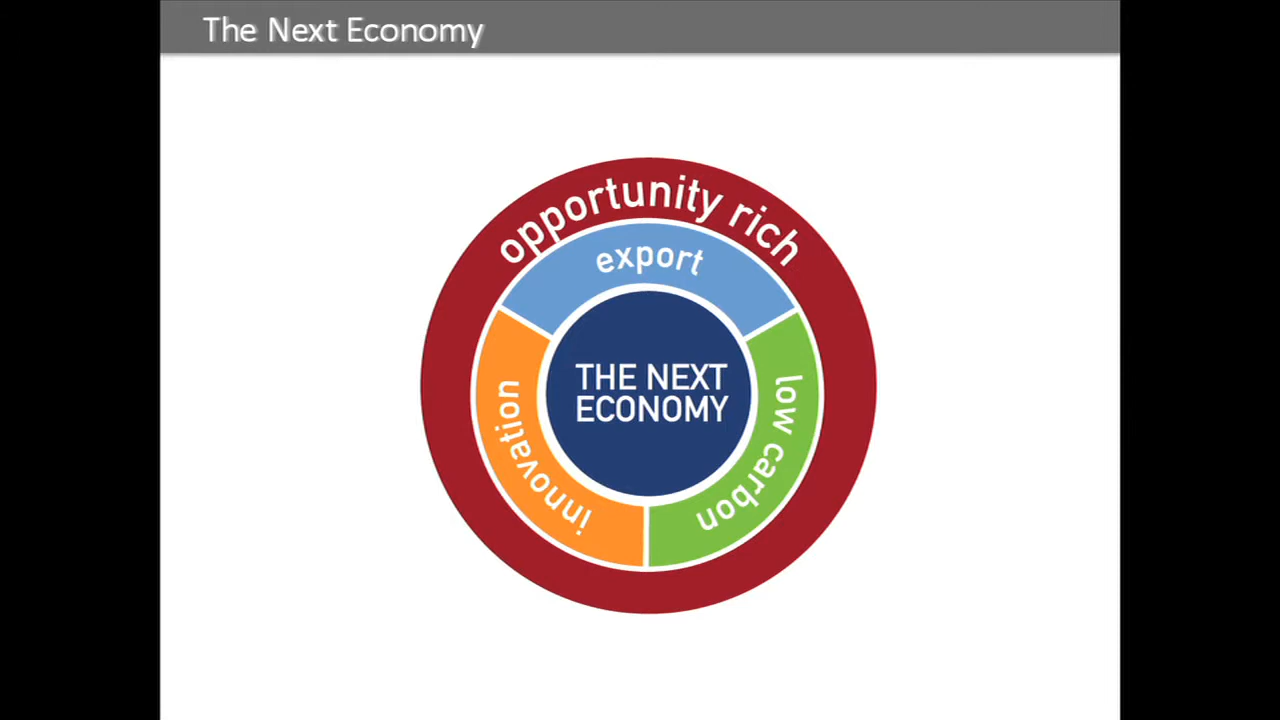 The Next Economy
opportunity rich
export
THE NEXT
ECONOMY
innovation
low carbon